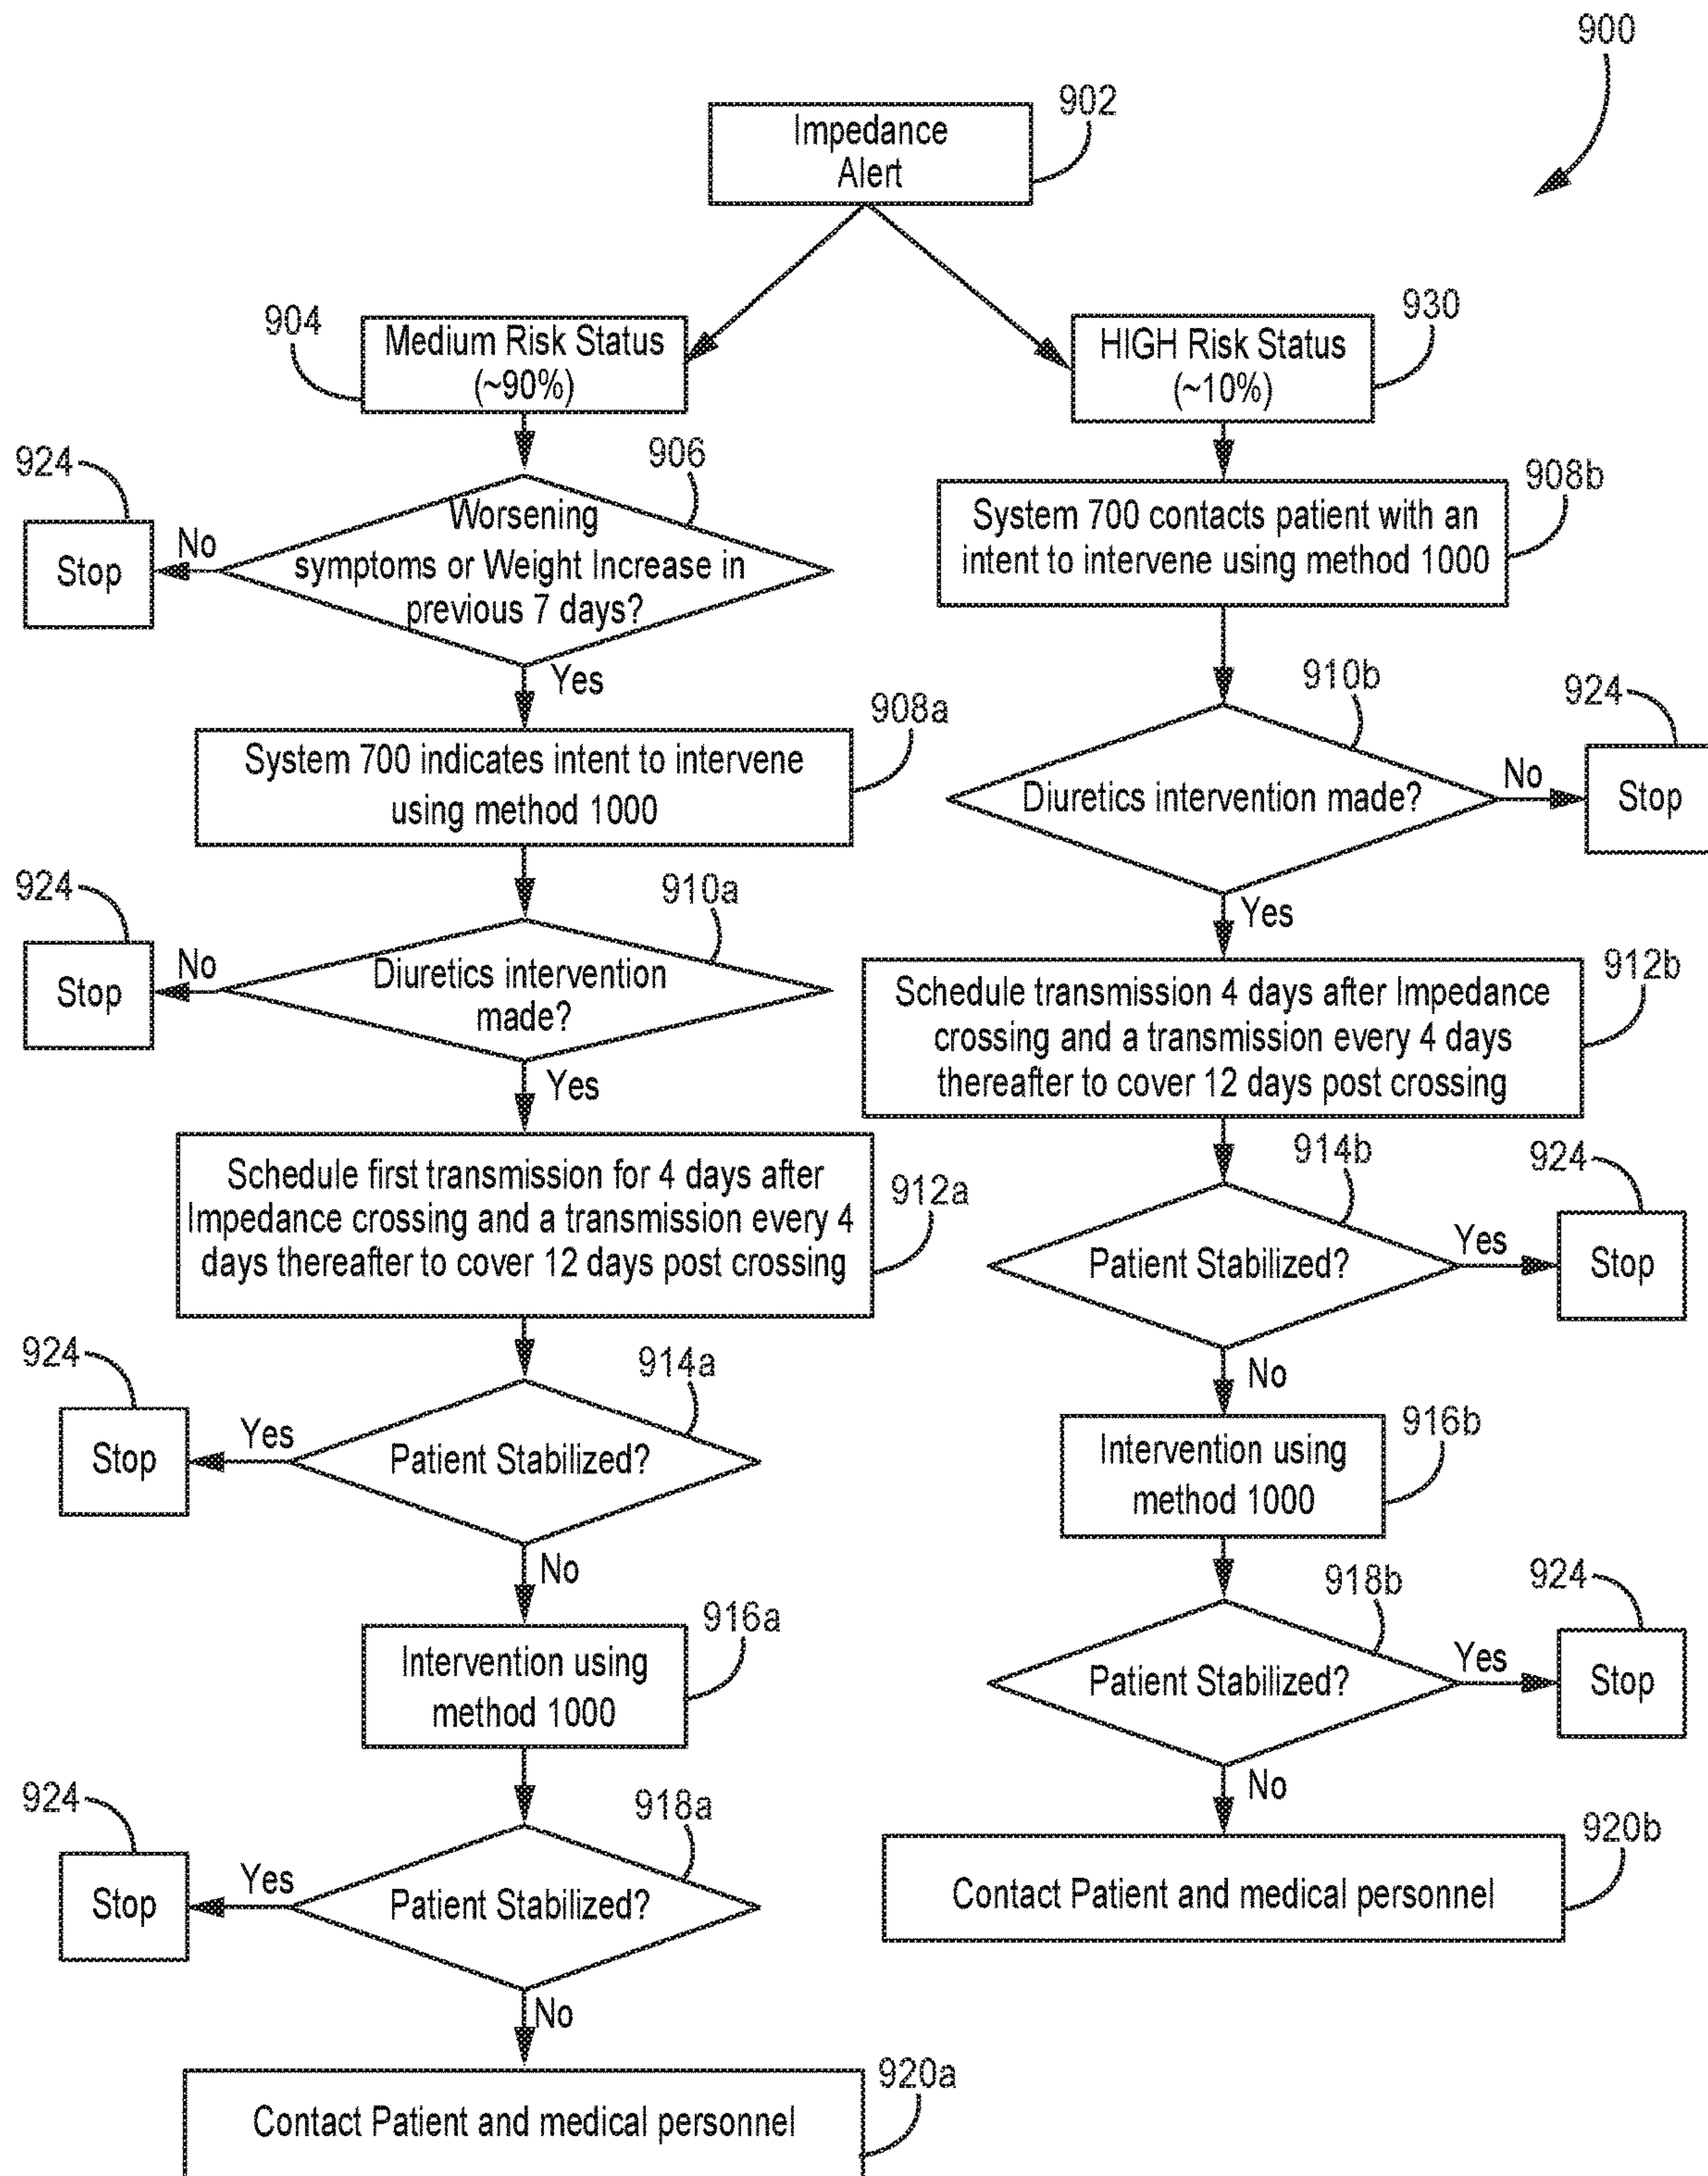 900
902
Impedance
Alert
904
Medium Risk Status
(~90%)
930
HIGH Risk Status
(~10%)
924
Stop
No
906
Worsening
symptoms or Weight Increase in
previous 7 days?
Yes
908b
System 700 contacts patient with an
intent to intervene using method 1000
908a
System 700 indicates intent to intervene
using method 1000
910b
Diuretics intervention made?
No
924
Stop
Yes
924
Stop
No
910a
Diuretics intervention
made?
Yes
912b
Schedule transmission 4 days after Impedance
crossing and a transmission every 4 days
thereafter to cover 12 days post crossing
912a
Schedule first transmission for 4 days after
Impedance crossing and a transmission every 4
days thereafter to cover 12 days post crossing
914b
Patient Stabilized?
Yes
924
Stop
No
924
Stop
Yes
914a
Patient Stabilized?
No
916b
Intervention using
method 1000
916a
Intervention using
method 1000
918b
Patient Stabilized?
Yes
924
Stop
No
924
Stop
Yes
918a
Patient Stabilized?
No
920b
Contact Patient and medical personnel
920a
Contact Patient and medical personnel